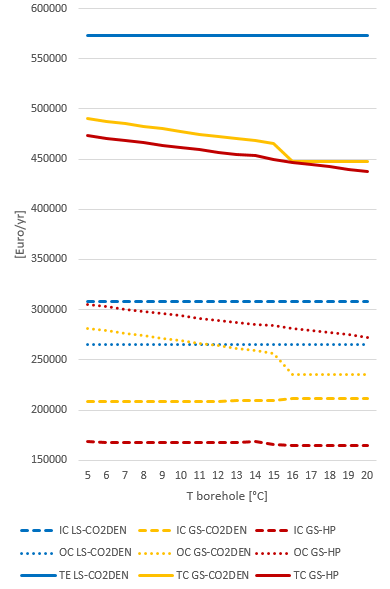 600000
550000
500000
450000
400000
350000
300000
250000
200000
150000
[Euro/yr]
5 6 7 8 9 10 11 12 13 14 15 16 17 18 19 20
T borehole [°C]
IC LS-CO2DEN IC GS-CO2DEN IC GS-HP
OC LS-CO2DEN OC GS-CO2DEN OC GS-HP
TE LS-CO2DEN TC GS-CO2DEN TC GS-HP